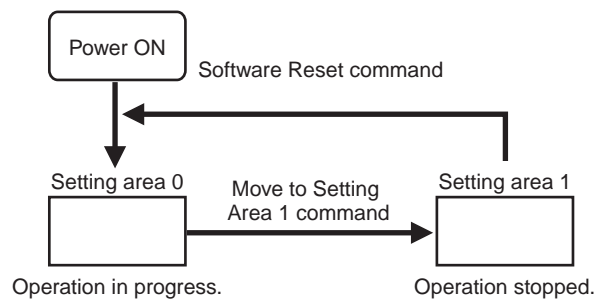 Power ON
Software Reset command
Setting area 0
Move to Setting
Area 1 command
Setting area 1
Operation in progress.
Operation stopped.